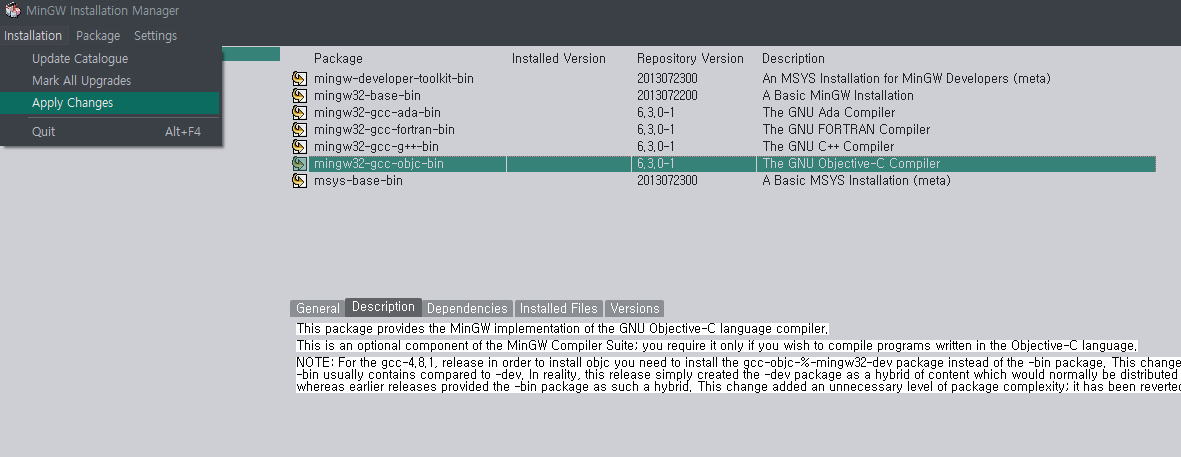 MinGW Installation Manager
Installation Package Settings
Update Catalogue
Mark All Upgrades
Apply Changes
Quit Alt+F4
Package Installed Version Repository Version Description
mingw-developer-toolkit-bin 2013072300 An MSYS Installation for MinGW Developers (meta)
mingw32-base-bin 2013072200 A Basic MinGW Installation
mingw32-gcc-ada-bin 6.3.0-1 The GNU Ada Compiler
mingw32-gcc-fortran-bin 6.3.0-1 The GNU FORTRAN Compiler
mingw32-gcc-g++-bin 6.3.0-1 The GNU C++ Compiler
mingw32-gcc-objc-bin 6.3.0-1 The GNU Objective-C Compiler
msys-base-bin 2013072300 A Basic MSYS Installation (meta)
General Description Dependencies Installed Files Versions
This package provides the MinGW implementation of the GNU Objective-C language compiler.
This is an optional component of the MinGW Compiler Suite; you require it only if you wish to compile programs written in the Objective-C language.
NOTE: For the gcc-4.8.1, release in order to install objc you need to install the gcc-objc-%-mingw32-dev package instead of the -bin package. This change
-bin usually contains compared to -dev. In reality, this release simply created the -dev package as a hybrid of content which would normally be distributed
whereas earlier releases provided the -bin package as such a hybrid. This change added an unnecessary level of package complexity; it has been reverted